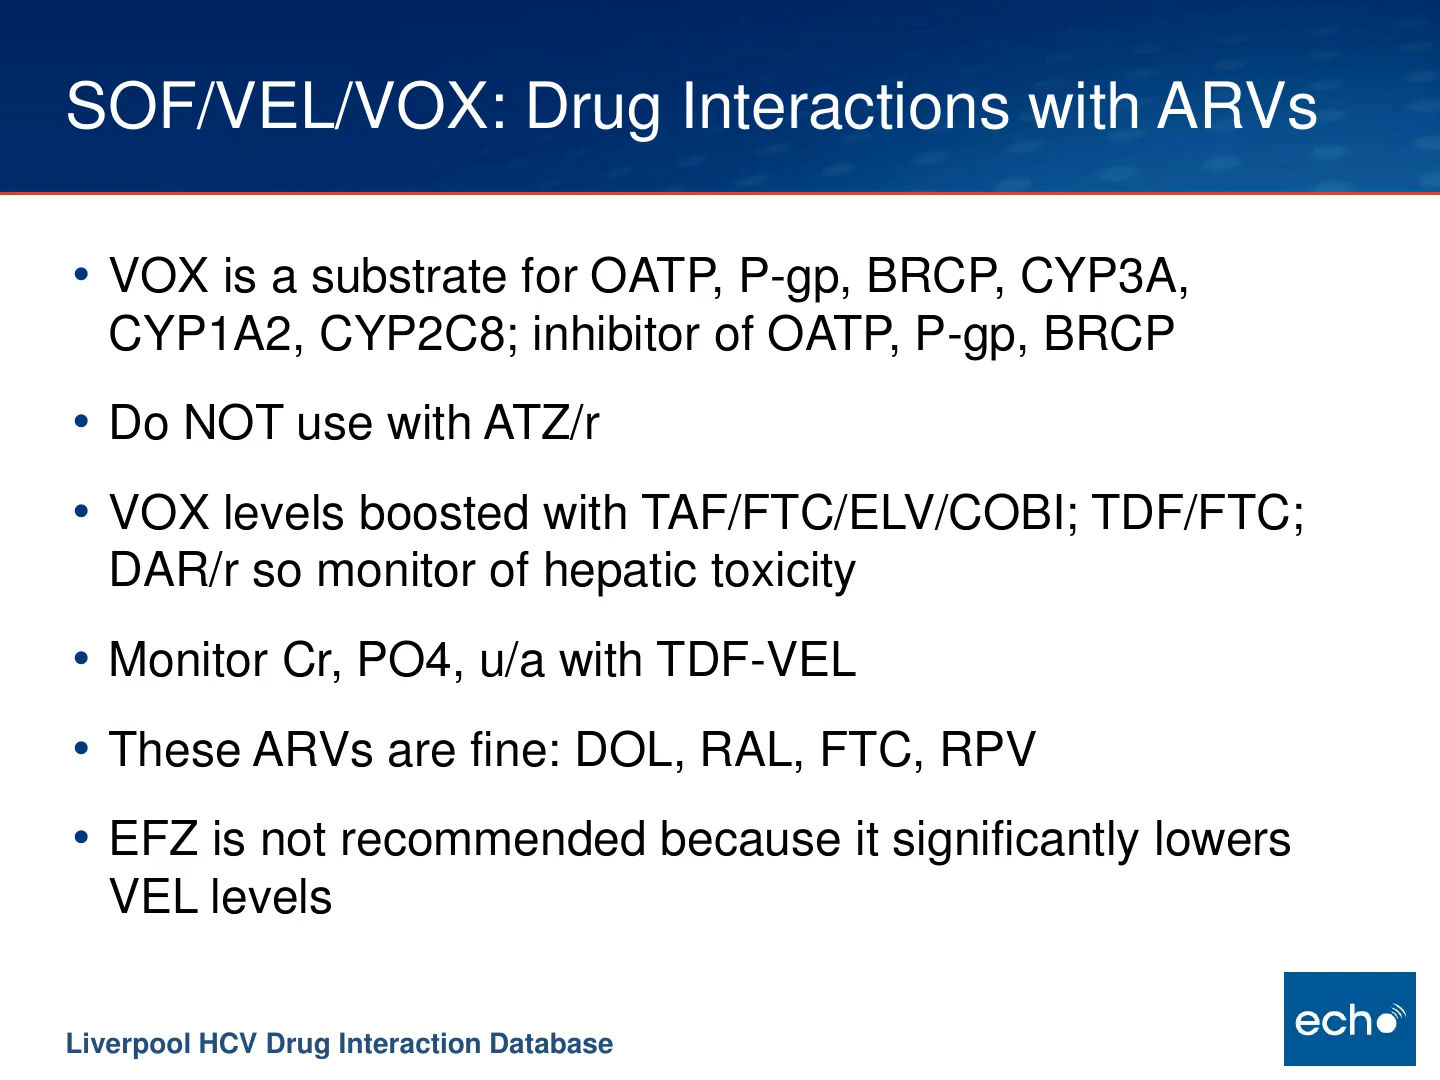 SOF/VEL/VOX: Drug Interactions with ARVs
• VOX is a substrate for OATP, P-gp, BRCP, CYP3A,
CYP1A2, CYP2C8; inhibitor of OATP, P-gp, BRCP
• Do NOT use with ATZ/r
• VOX levels boosted with TAF/FTC/ELV/COBI; TDF/FTC;
DAR/r so monitor of hepatic toxicity
• Monitor Cr, PO4, u/a with TDF-VEL
• These ARVs are fine: DOL, RAL, FTC, RPV
• EFZ is not recommended because it significantly lowers
VEL levels
Liverpool HCV Drug Interaction Database
echo